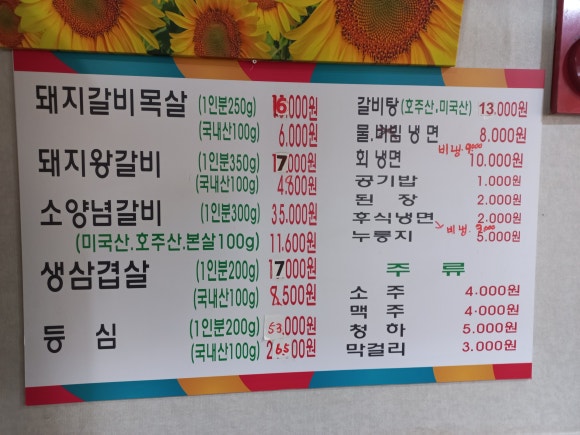 돼지갈비목살 (1인분250g) 16.000원
(국내산100g) 6.000원
돼지왕갈비 (1인분350g) 17.000원
(국내산100g) 4.800원
소양념갈비 (1인분300g) 35.000원
(미국산.호주산.본살100g) 11.600원
생삼겹살 (1인분200g) 17.000원
(국내산100g) 8.500원
등 심 (1인분200g) 53.000원
(국내산100g) 원
갈비탕(호주산.미국산) 13.000원
물.비빔냉면 8.000원
비냉. 9.000
회냉면 10.000원
공기밥 1.000원
된 장 2.000원
후식냉면 2.000원
비냉. 3.000
누룽지 5.000원
주 류
소 주 4.000원
맥 주 4.000원
청 하 5.000원
막걸리 3.000원